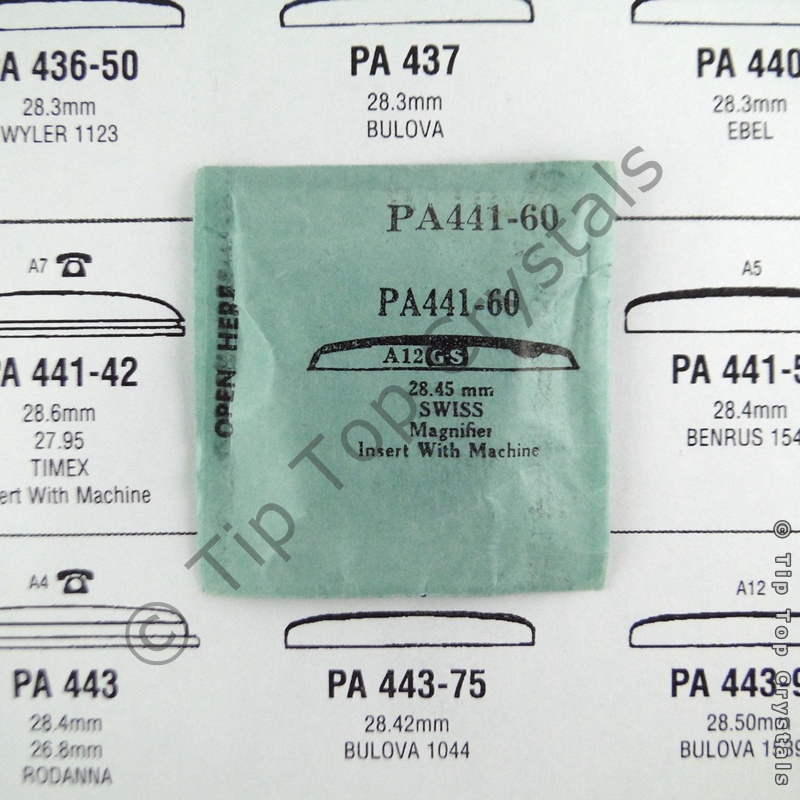 A 436-50
28.3mm
WYLER 1123
PA 437
28.3mm
BULOVA
PA 440
28.3mm
EBEL
A7
A 441-42
28.6mm
27.95
TIMEX
ert With Machine
OPEN HERE
PA441-60
PA441-60
A12 G-S
28.45 mm
SWISS
Magnifier
Insert With Machine
A5
PA 441-5
28.4mm
BENRUS 154
A4
PA 443
28.4mm
26.8mm
RODANNA
PA 443-75
28.42mm
BULOVA 1044
A12
PA 443-9
28.50mm
BULOVA
© Tip Top Crystals
© Tip Top Crystals